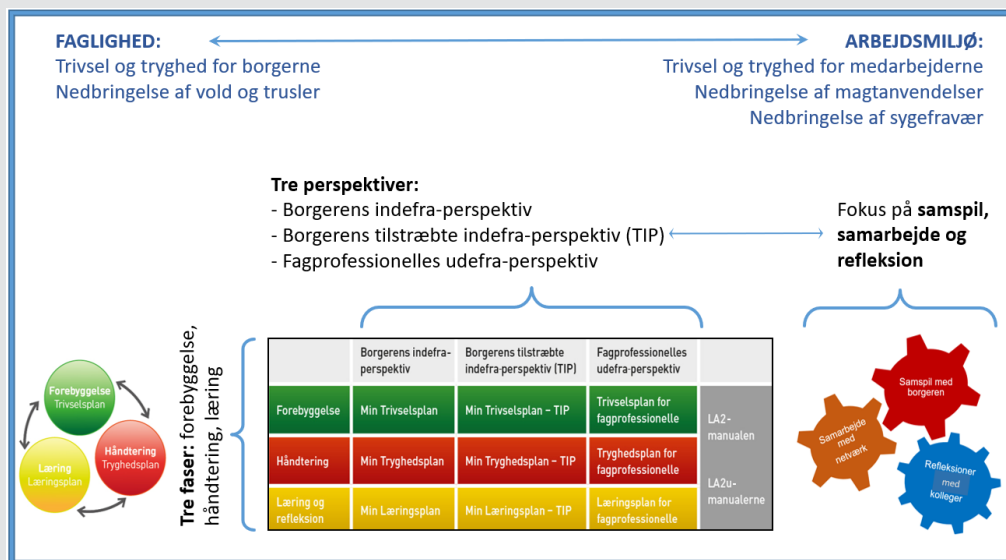 FAGLIGHED:
Trivsel og tryghed for borgerne
Nedbringelse af vold og trusler
ARBEJDSMILJØ:
Trivsel og tryghed for medarbejderne
Nedbringelse af magtanvendelser
Nedbringelse af sygefravær
Tre perspektiver:
- Borgerens indefra-perspektiv
- Borgerens tilstræbte indefra-perspektiv (TIP)
- Fagprofessionelles udefra-perspektiv
Fokus på samspil,
samarbejde og
refleksion
Forebyggelse
Trivselsplan
Håndtering
Tryghedsplan
Læring
Læringsplan
Tre faser: forebyggelse,
håndtering, læring
Borgerens indefra-
perspektiv
Borgerens tilstræbte
indefra-perspektiv (TIP)
Fagprofessionelles
udefra-perspektiv
Forebyggelse
Min Trivselsplan
Min Trivselsplan – TIP
Trivselsplan for
fagprofessionelle
Håndtering
Min Tryghedsplan
Min Tryghedsplan – TIP
Tryghedsplan for
fagprofessionelle
Læring og
refleksion
Min Læringsplan
Min Læringsplan – TIP
Læringsplan for
fagprofessionelle
LA2-
manualen
LA2u-
manualerne
Samspil med
borgeren
Samarbejde
med
netværk
Refleksioner
med
kolleger